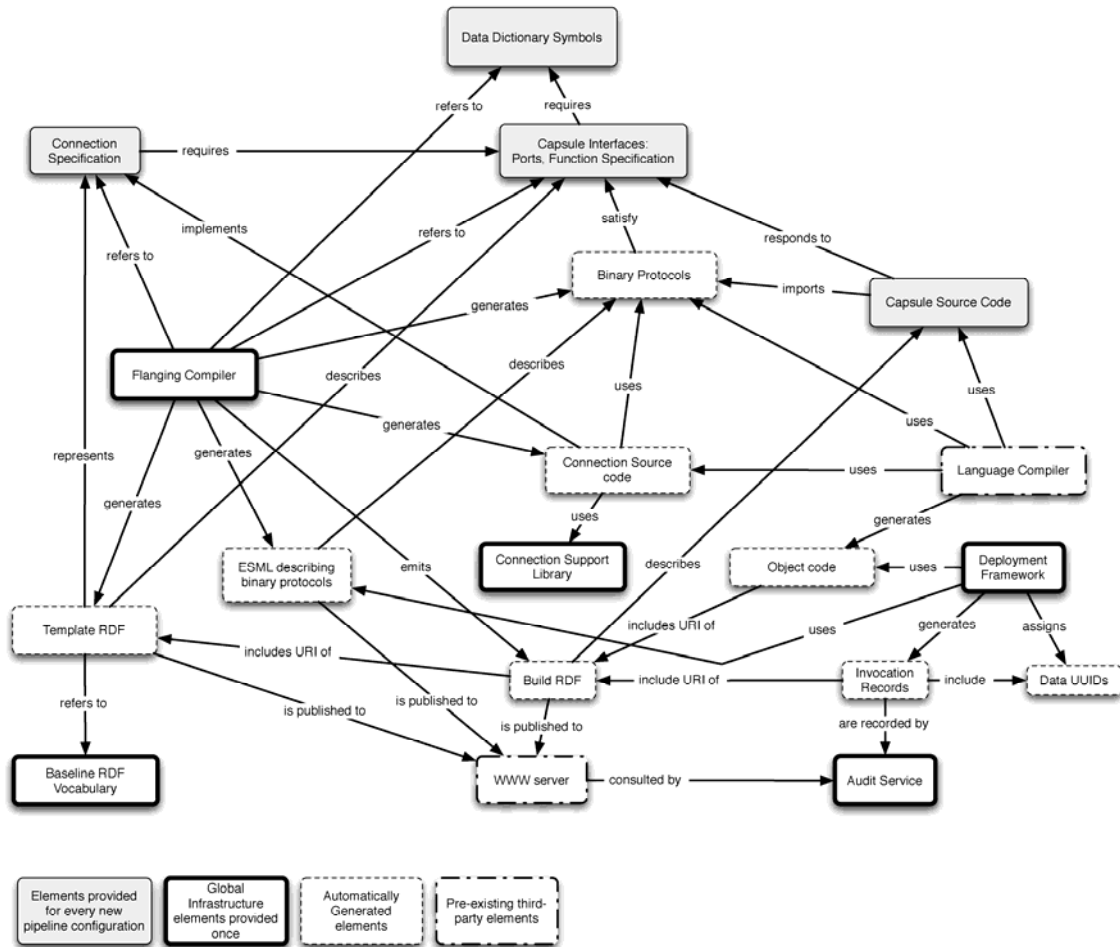 Data Dictionary Symbols
refers to
requires
Connection
Specification
requires
Capsule Interfaces:
Ports, Function Specification
implements
refers to
satisfy
responds to
refers to
Binary Protocols
imports
Capsule Source Code
generates
Flanging Compiler
describes
describes
uses
uses
generates
uses
represents
generates
Connection Source
code
uses
Language Compiler
generates
uses
generates
ESML describing
binary protocols
emits
Connection Support
Library
describes
Object code
uses
Deployment
Framework
Template RDF
includes URI of
includes URI of
uses
generates
assigns
Build RDF
include URI of
Invocation
Records
include
Data UUIDs
refers to
is published to
is published to
is published to
are recorded by
Baseline RDF
Vocabulary
WWW server
consulted by
Audit Service
Elements provided
for every new
pipeline configuration
Global
Infrastructure
elements provided
once
Automatically
Generated
elements
Pre-existing third-
party elements